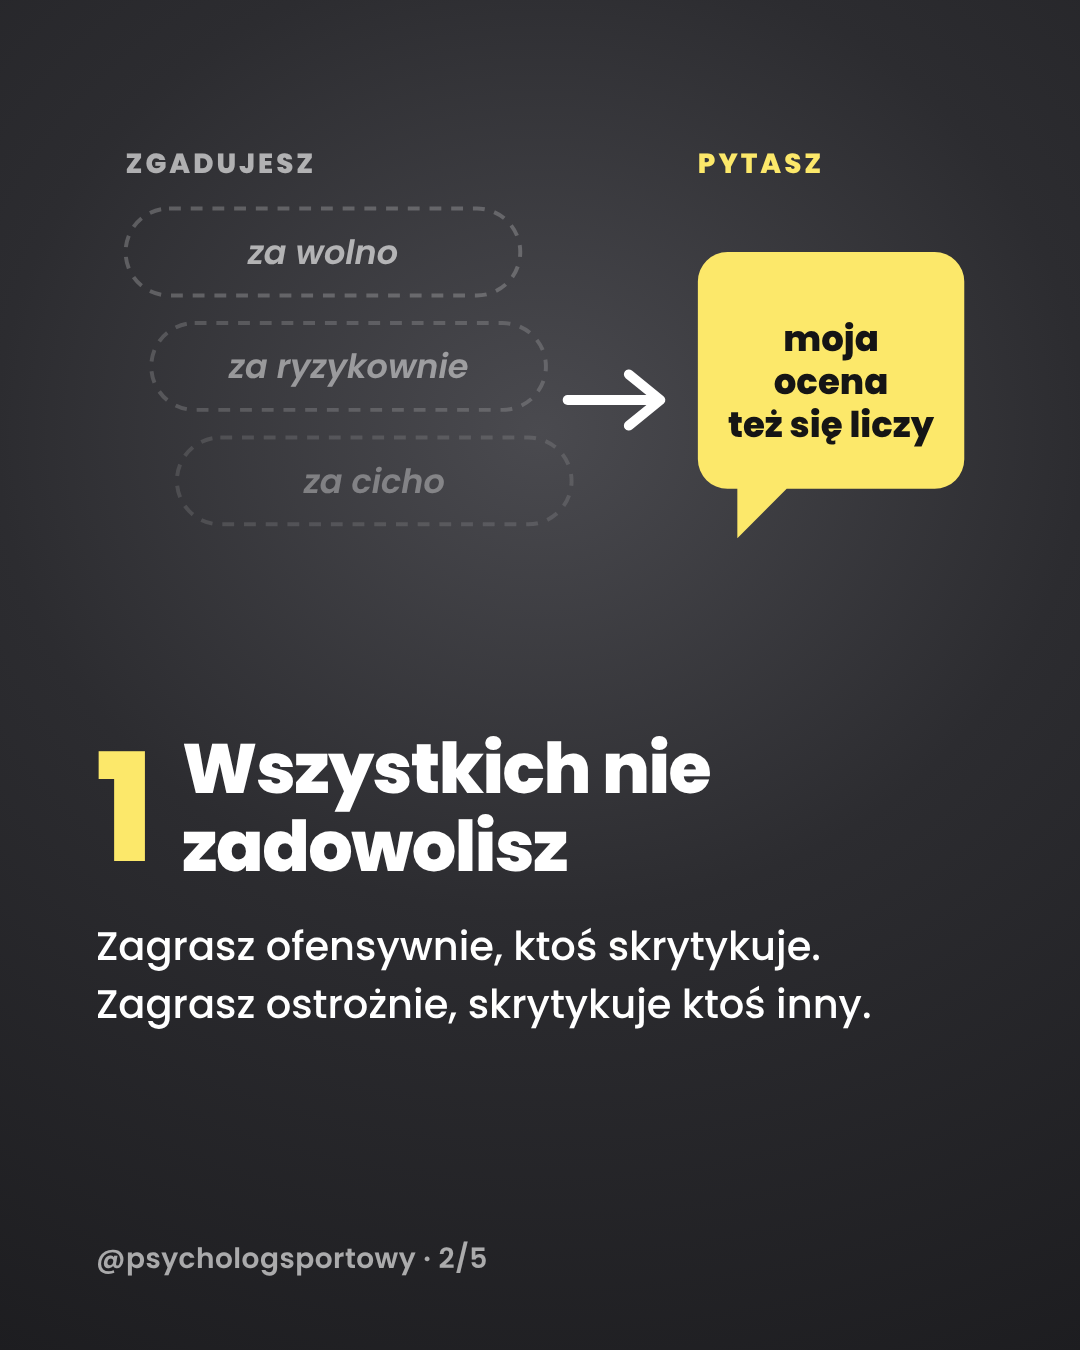 ZGADUJESZ
za wolno
za ryzykownie
za cicho
PYTASZ
moja
ocena
też się liczy
1
Wszystkich nie
zadowolisz
Zagrasz ofensywnie, ktoś skrytykuje.
Zagrasz ostrożnie, skrytykuje ktoś inny.
@psychologsportowy · 2/5